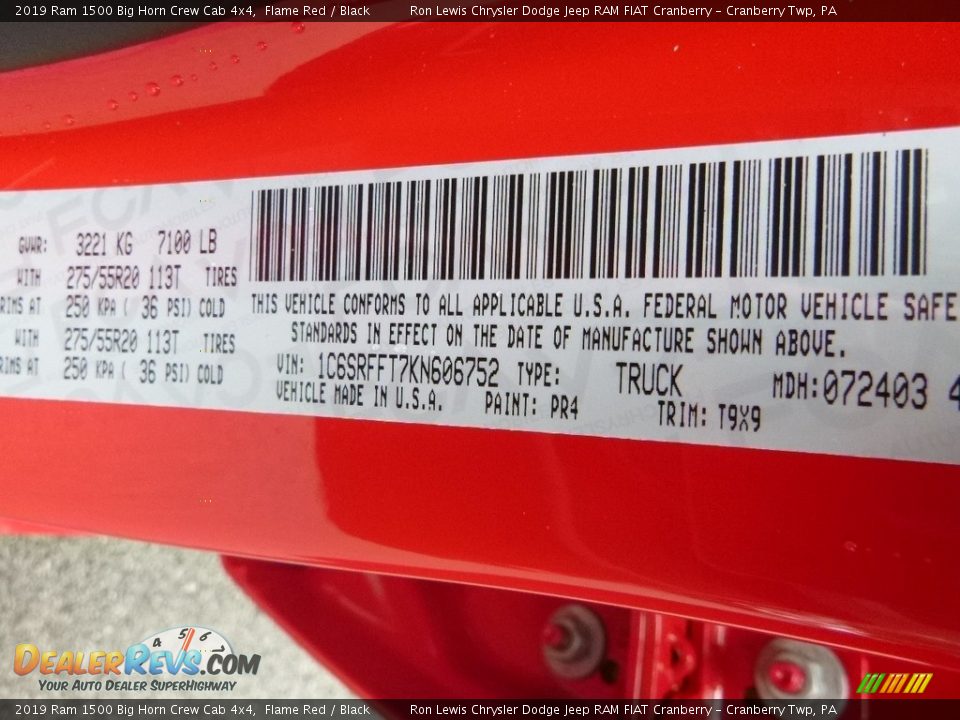 2019 Ram 1500 Big Horn Crew Cab 4x4, Flame Red / Black Ron Lewis Chrysler Dodge Jeep RAM FIAT Cranberry - Cranberry Twp, PA
GVWR: 3221 KG 7100 LB
WITH 275/55R20 113T TIRES
RIMS AT 250 KPA ( 36 PSI) COLD
WITH 275/55R20 113T TIRES
RIMS AT 250 KPA ( 36 PSI) COLD
THIS VEHICLE CONFORMS TO ALL APPLICABLE U.S.A. FEDERAL MOTOR VEHICLE SAFE
STANDARDS IN EFFECT ON THE DATE OF MANUFACTURE SHOWN ABOVE.
VIN: 1C6SRFFT7KN606752 TYPE: TRUCK MDH:072403 4
VEHICLE MADE IN U.S.A. PAINT: PR4 TRIM: T9X9
4 5 6
DEALERREVS.COM
YOUR AUTO DEALER SUPERHIGHWAY
2019 Ram 1500 Big Horn Crew Cab 4x4, Flame Red / Black Ron Lewis Chrysler Dodge Jeep RAM FIAT Cranberry - Cranberry Twp, PA